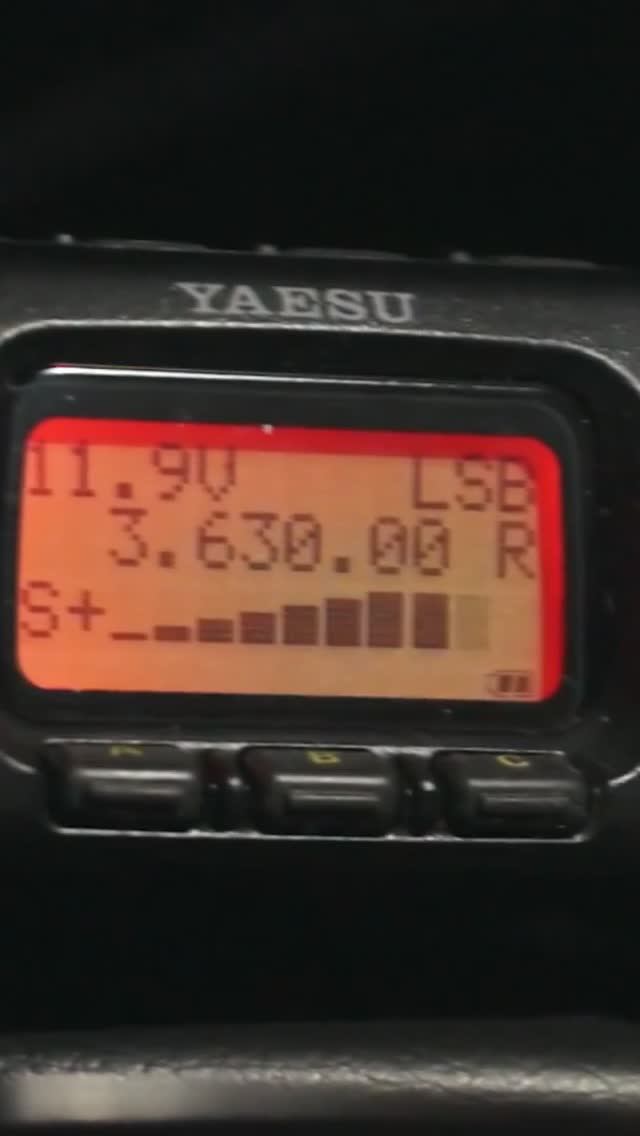 YAESU
11.9V LSB
3.630.00 R
S+
A B C